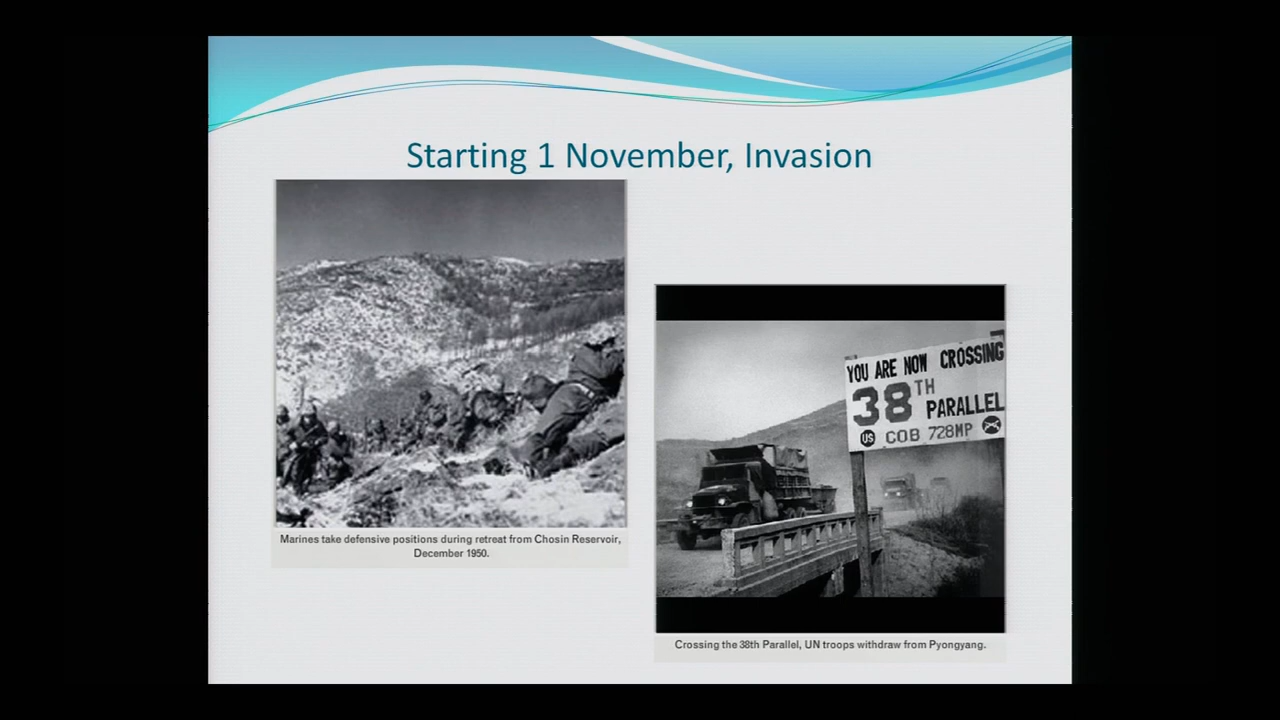 Starting 1 November, Invasion
YOU ARE NOW CROSSING
38TH
PARALLEL
US COB 728MP
Marines take defensive positions during retreat from Chosin Reservoir,
December 1950.
Crossing the 38th Parallel, UN troops withdraw from Pyongyang.